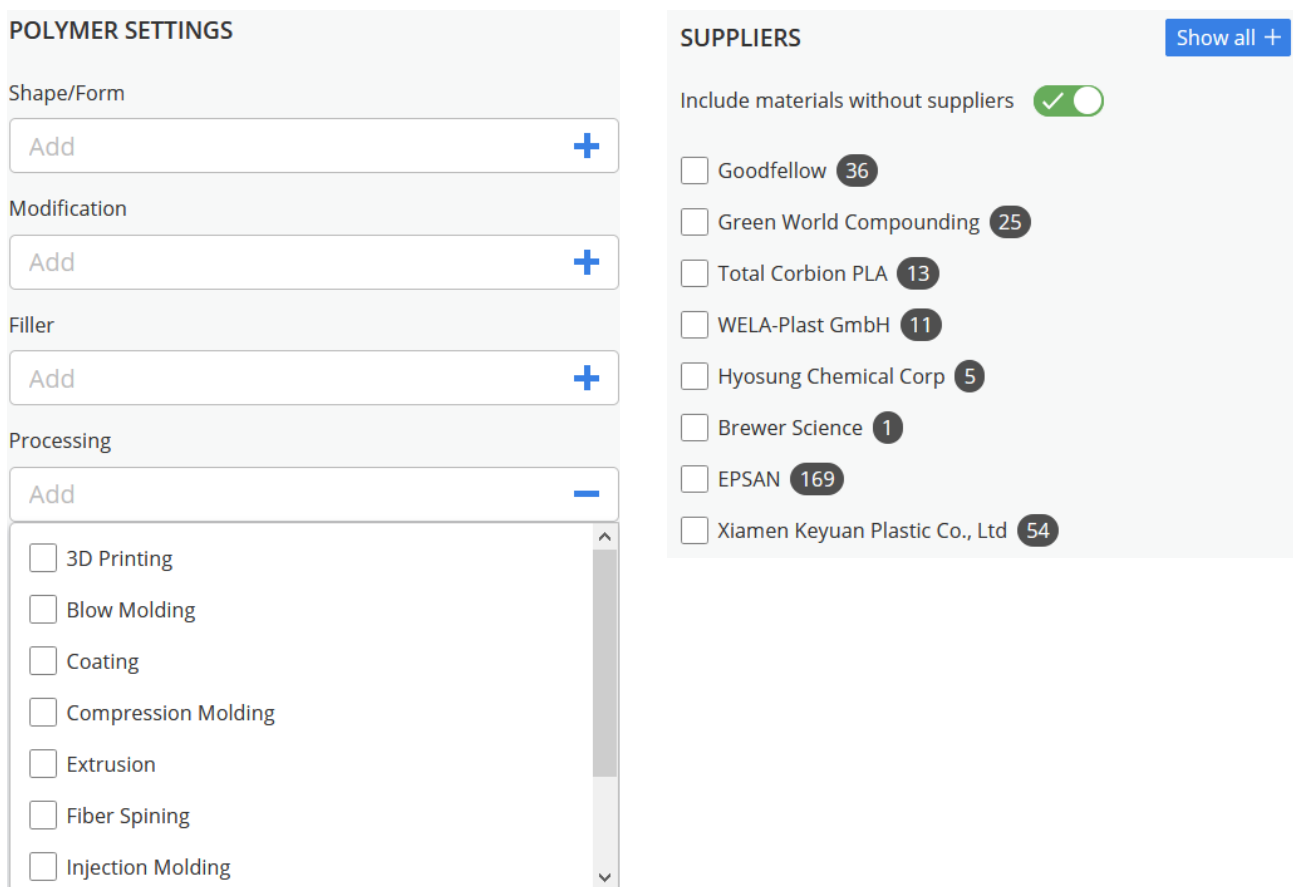 POLYMER SETTINGS
Shape/Form
Add
Modification
Add
Filler
Add
Processing
Add
3D Printing
Blow Molding
Coating
Compression Molding
Extrusion
Fiber Spining
Injection Molding
SUPPLIERS
Show all +
Include materials without suppliers
Goodfellow 36
Green World Compounding 25
Total Corbion PLA 13
WELA-Plast GmbH 11
Hyosung Chemical Corp 5
Brewer Science 1
EPSAN 169
Xiamen Keyuan Plastic Co., Ltd 54